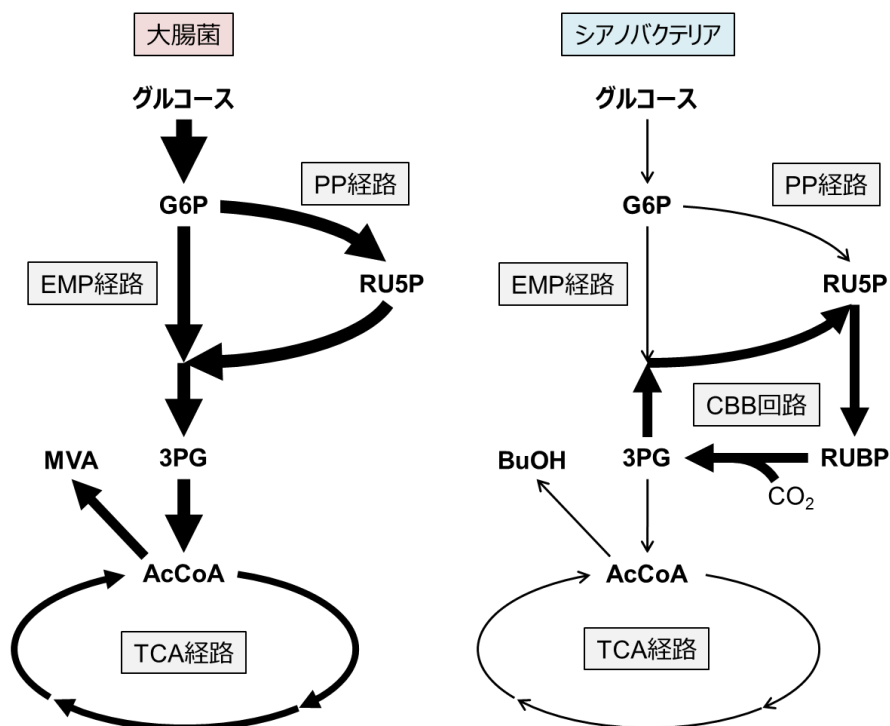 大腸菌
グルコース
G6P
PP経路
EMP経路
RU5P
MVA
3PG
AcCoA
TCA経路
シアノバクテリア
グルコース
G6P
PP経路
EMP経路
RU5P
CBB回路
BuOH
3PG
RUBP
CO₂
AcCoA
TCA経路